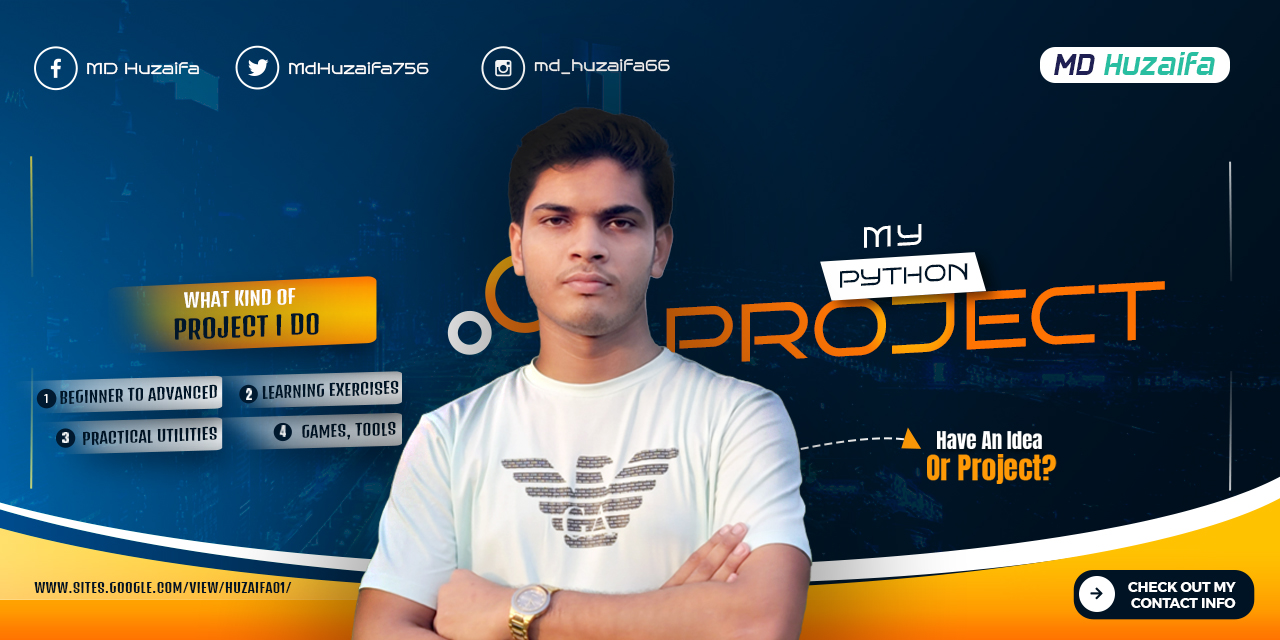 MD Huzaifa
MdHuzaifa756
md_huzaifa66
MD Huzaifa
MY
PYTHON
PROJECT
WHAT KIND OF
PROJECT I DO
1 BEGINNER TO ADVANCED
2 LEARNING EXERCISES
3 PRACTICAL UTILITIES
4 GAMES, TOOLS
Have An Idea
Or Project?
GA
WWW.SITES.GOOGLE.COM/VIEW/HUZAIFA01/
CHECK OUT MY
CONTACT INFO